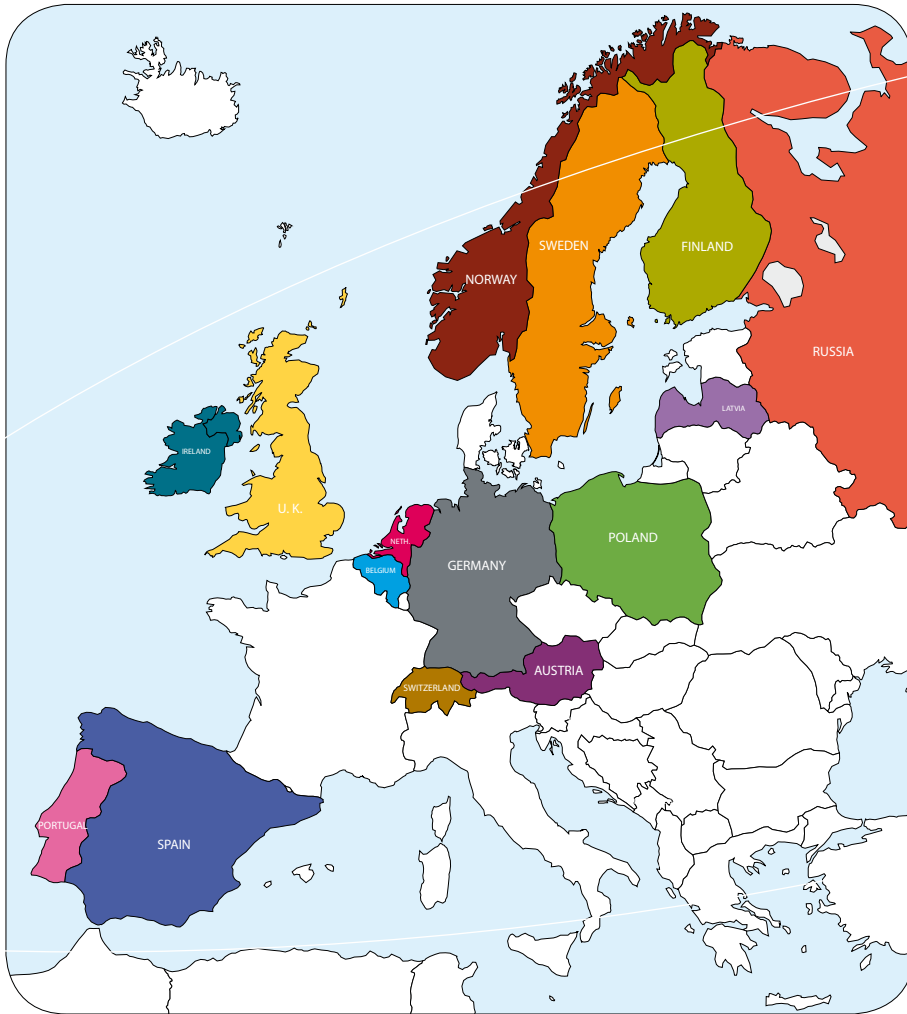 SWEDEN
FINLAND
NORWAY
RUSSIA
LATVIA
IRELAND
U. K.
NETH.
POLAND
GERMANY
BELGIUM
AUSTRIA
SWITZERLAND
PORTUGAL
SPAIN